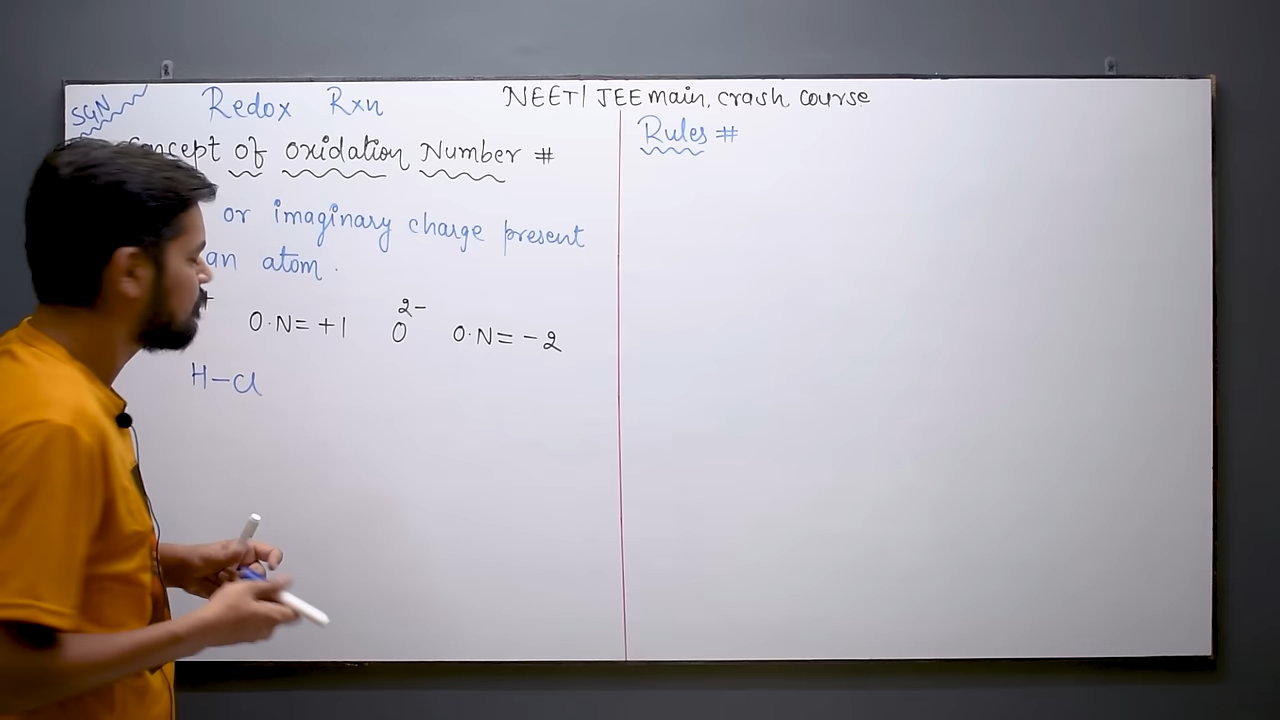 SGN
Redox Rxn
NEET/ JEE main, crash course
Concept of oxidation Number #
or imaginary charge present
an atom.
+ O.N= +1 O²⁻ O.N= -2
H-Cl
Rules #